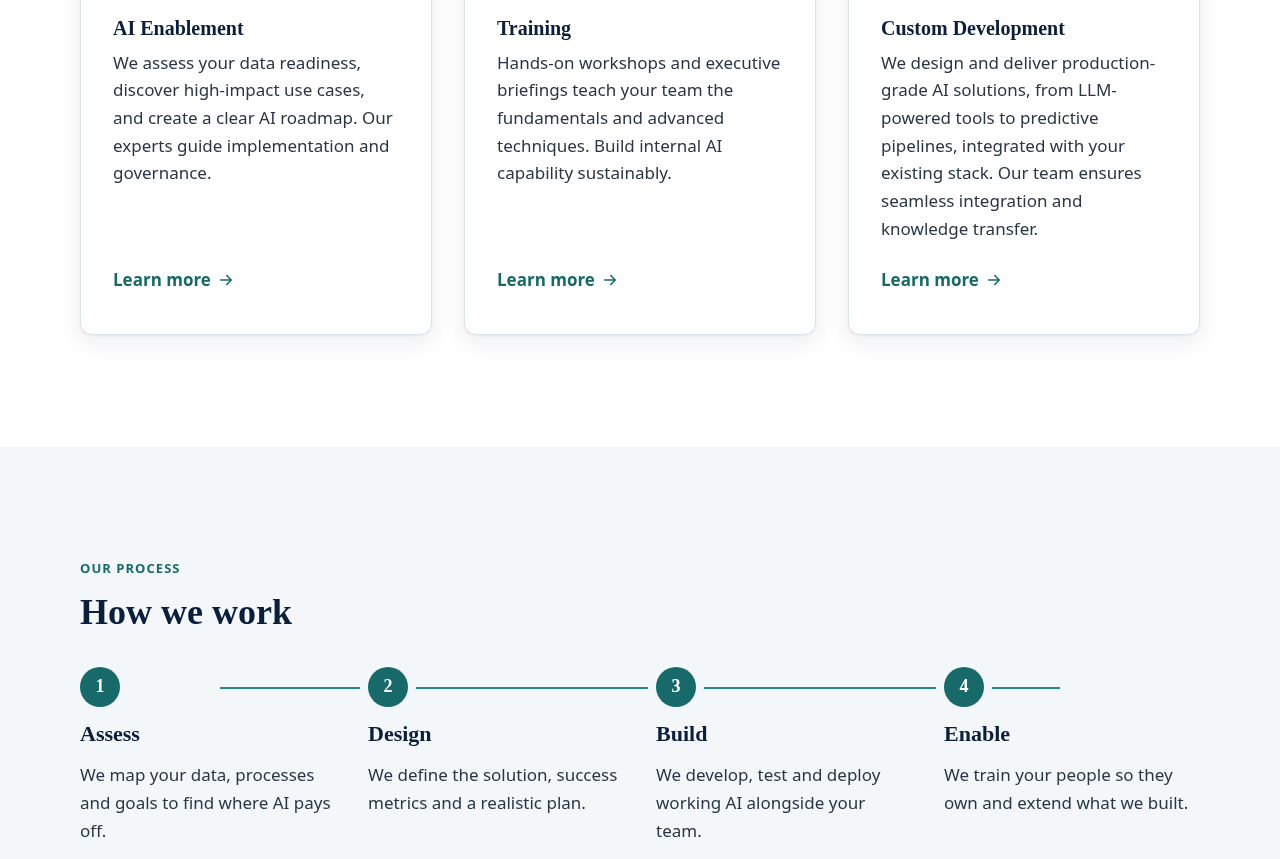 AI Enablement
We assess your data readiness,
discover high-impact use cases,
and create a clear AI roadmap. Our
experts guide implementation and
governance.
Learn more →
Training
Hands-on workshops and executive
briefings teach your team the
fundamentals and advanced
techniques. Build internal AI
capability sustainably.
Learn more →
Custom Development
We design and deliver production-
grade AI solutions, from LLM-
powered tools to predictive
pipelines, integrated with your
existing stack. Our team ensures
seamless integration and
knowledge transfer.
Learn more →
OUR PROCESS
How we work
1
Assess
We map your data, processes
and goals to find where AI pays
off.
2
Design
We define the solution, success
metrics and a realistic plan.
3
Build
We develop, test and deploy
working AI alongside your
team.
4
Enable
We train your people so they
own and extend what we built.